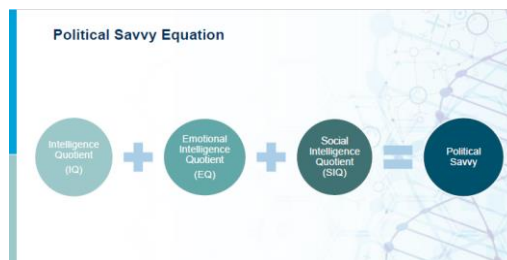 Political Savvy Equation
Intelligence
Quotient
(IQ)
Emotional
Intelligence
Quotient
(EQ)
Social
Intelligence
Quotient
(SIQ)
Political
Savvy